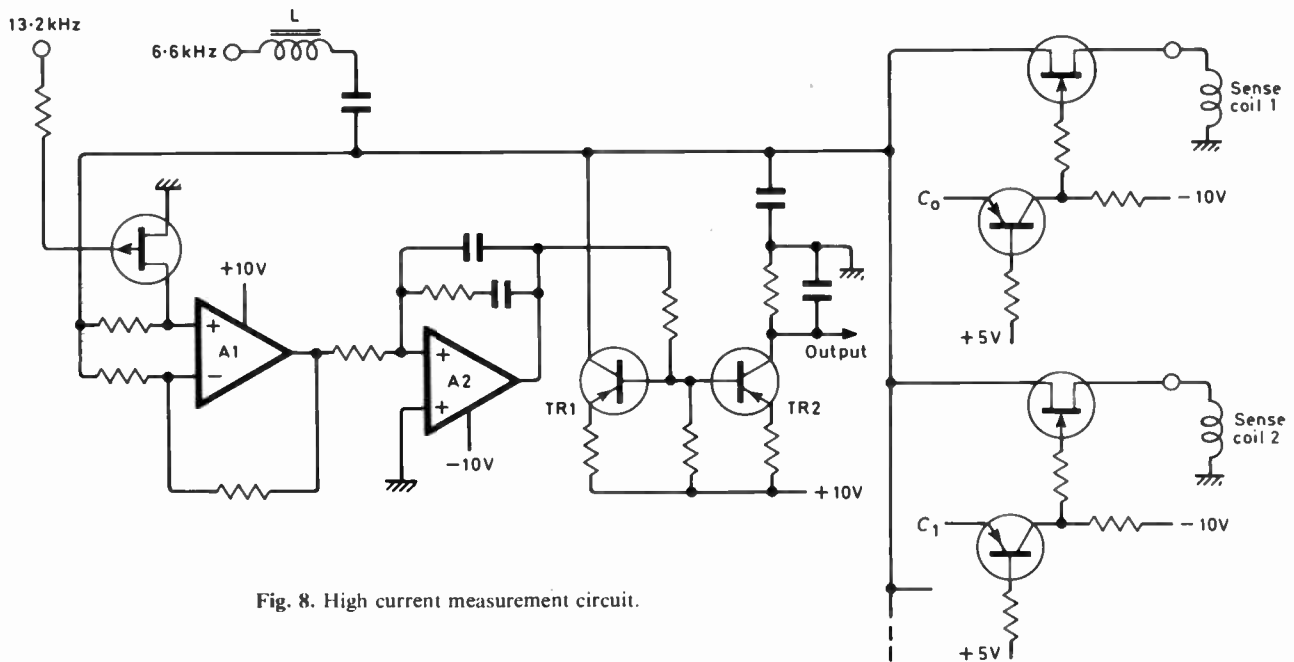 13·2kHz
6·6kHz
L
+10V
+
A1
−
+
A2
+
−10V
TR1
TR2
Output
+10V
Sense
coil 1
C₀
−10V
+5V
Sense
coil 2
C₁
−10V
+5V
Fig. 8. High current measurement circuit.